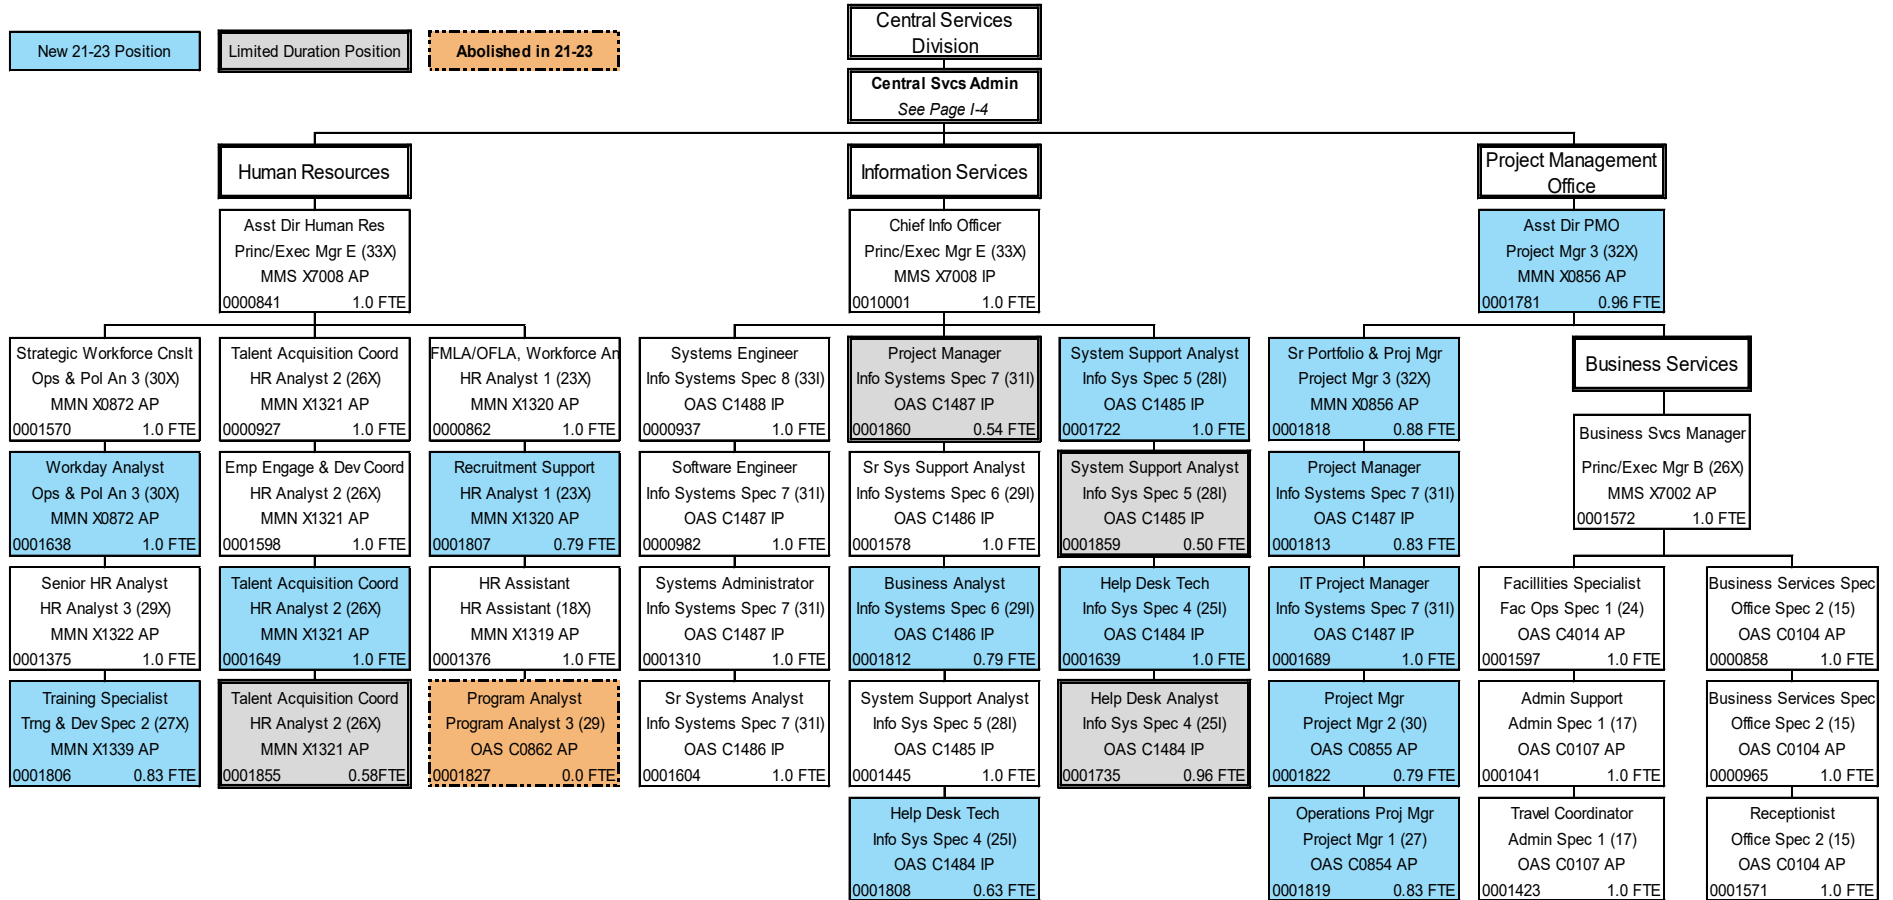 New 21-23 Position
Limited Duration Position
Abolished in 21-23
Central Services
Division
Central Svcs Admin
See Page I-4
Human Resources
Information Services
Project Management
Office
Asst Dir Human Res
Princ/Exec Mgr E (33X)
MMS X7008 AP
0000841 1.0 FTE
Chief Info Officer
Princ/Exec Mgr E (33X)
MMS X7008 IP
0010001 1.0 FTE
Asst Dir PMO
Project Mgr 3 (32X)
MMN X0856 AP
0001781 0.96 FTE
Strategic Workforce Cnslt
Ops & Pol An 3 (30X)
MMN X0872 AP
0001570 1.0 FTE
Talent Acquisition Coord
HR Analyst 2 (26X)
MMN X1321 AP
0000927 1.0 FTE
FMLA/OFLA, Workforce An
HR Analyst 1 (23X)
MMN X1320 AP
0000862 1.0 FTE
Systems Engineer
Info Systems Spec 8 (33I)
OAS C1488 IP
0000937 1.0 FTE
Project Manager
Info Systems Spec 7 (31I)
OAS C1487 IP
0001860 0.54 FTE
System Support Analyst
Info Sys Spec 5 (28I)
OAS C1485 IP
0001722 1.0 FTE
Sr Portfolio & Proj Mgr
Project Mgr 3 (32X)
MMN X0856 AP
0001818 0.88 FTE
Business Services
Business Svcs Manager
Princ/Exec Mgr B (26X)
MMS X7002 AP
0001572 1.0 FTE
Workday Analyst
Ops & Pol An 3 (30X)
MMN X0872 AP
0001638 1.0 FTE
Emp Engage & Dev Coord
HR Analyst 2 (26X)
MMN X1321 AP
0001598 1.0 FTE
Recruitment Support
HR Analyst 1 (23X)
MMN X1320 AP
0001807 0.79 FTE
Software Engineer
Info Systems Spec 7 (31I)
OAS C1487 IP
0000982 1.0 FTE
Sr Sys Support Analyst
Info Systems Spec 6 (29I)
OAS C1486 IP
0001578 1.0 FTE
System Support Analyst
Info Sys Spec 5 (28I)
OAS C1485 IP
0001859 0.50 FTE
Project Manager
Info Systems Spec 7 (31I)
OAS C1487 IP
0001813 0.83 FTE
Senior HR Analyst
HR Analyst 3 (29X)
MMN X1322 AP
0001375 1.0 FTE
Talent Acquisition Coord
HR Analyst 2 (26X)
MMN X1321 AP
0001649 1.0 FTE
HR Assistant
HR Assistant (18X)
MMN X1319 AP
0001376 1.0 FTE
Systems Administrator
Info Systems Spec 7 (31I)
OAS C1487 IP
0001310 1.0 FTE
Business Analyst
Info Systems Spec 6 (29I)
OAS C1486 IP
0001812 0.79 FTE
Help Desk Tech
Info Sys Spec 4 (25I)
OAS C1484 IP
0001639 1.0 FTE
IT Project Manager
Info Systems Spec 7 (31I)
OAS C1487 IP
0001689 1.0 FTE
Facillities Specialist
Fac Ops Spec 1 (24)
OAS C4014 AP
0001597 1.0 FTE
Business Services Spec
Office Spec 2 (15)
OAS C0104 AP
0000858 1.0 FTE
Training Specialist
Trng & Dev Spec 2 (27X)
MMN X1339 AP
0001806 0.83 FTE
Talent Acquisition Coord
HR Analyst 2 (26X)
MMN X1321 AP
0001855 0.58FTE
Program Analyst
Program Analyst 3 (29)
OAS C0862 AP
0001827 0.0 FTE
Sr Systems Analyst
Info Systems Spec 7 (31I)
OAS C1486 IP
0001604 1.0 FTE
System Support Analyst
Info Sys Spec 5 (28I)
OAS C1485 IP
0001445 1.0 FTE
Help Desk Analyst
Info Sys Spec 4 (25I)
OAS C1484 IP
0001735 0.96 FTE
Project Mgr
Project Mgr 2 (30)
OAS C0855 AP
0001822 0.79 FTE
Admin Support
Admin Spec 1 (17)
OAS C0107 AP
0001041 1.0 FTE
Business Services Spec
Office Spec 2 (15)
OAS C0104 AP
0000965 1.0 FTE
Help Desk Tech
Info Sys Spec 4 (25I)
OAS C1484 IP
0001808 0.63 FTE
Operations Proj Mgr
Project Mgr 1 (27)
OAS C0854 AP
0001819 0.83 FTE
Travel Coordinator
Admin Spec 1 (17)
OAS C0107 AP
0001423 1.0 FTE
Receptionist
Office Spec 2 (15)
OAS C0104 AP
0001571 1.0 FTE